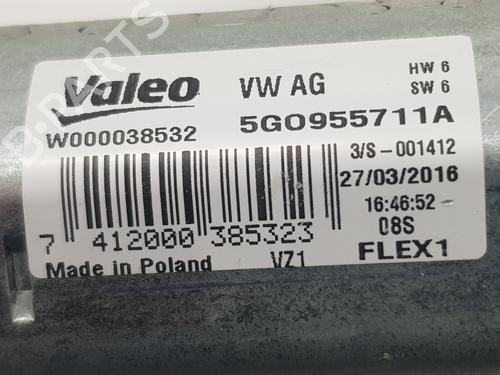 Valeo
VW AG
HW 6
SW 6
W000038532
5G0955711A
3/S-001412
27/03/2016
16:46:52
08S
7 412000 385323
Made in Poland
VZ1
FLEX1
B-PARTS